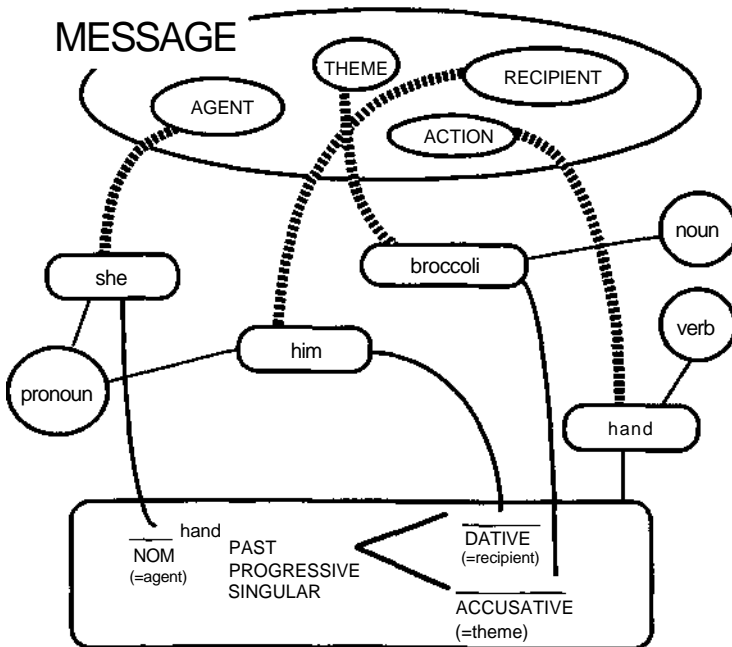 MESSAGE
THEME
RECIPIENT
AGENT
ACTION
noun
she
broccoli
verb
him
pronoun
hand
hand
NOM
(=agent)
PAST
PROGRESSIVE
SINGULAR
DATIVE
(=recipient)
ACCUSATIVE
(=theme)